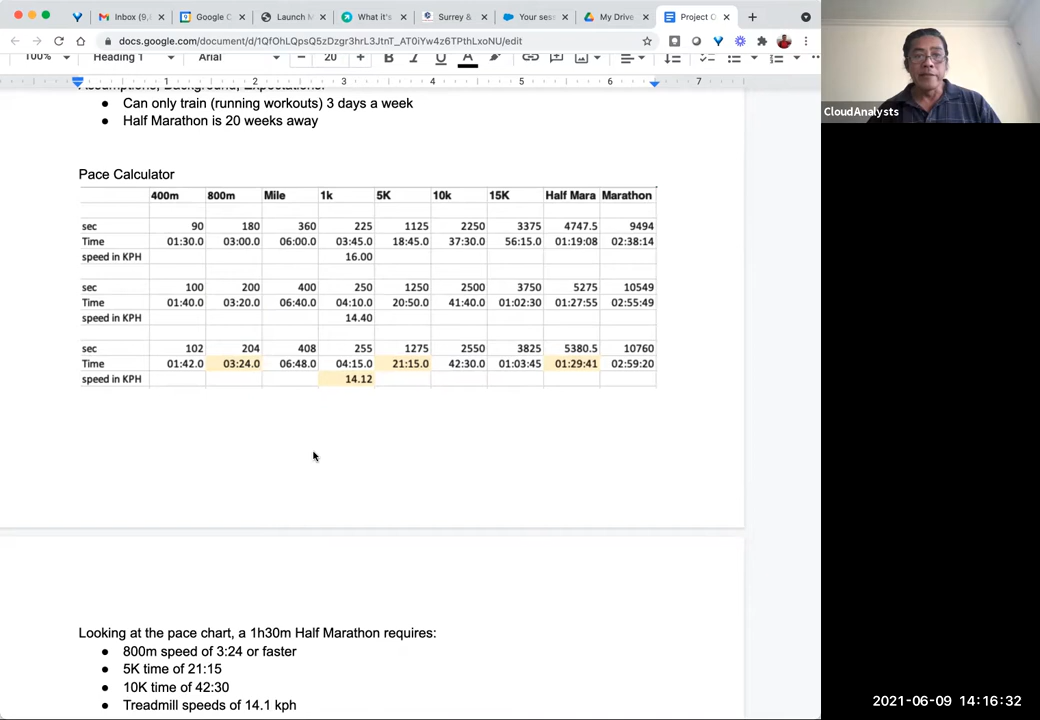 Inbox (9,
Google C
Launch M
What it's
Surrey &
Your ses
My Drive
Project O
docs.google.com/document/d/1QfOhLQpsQ5zDzgr3hrL3JtnT_AT0iYw4z6TPthLxoNU/edit
100%
Heading 1
Arial
20
B
I
U
A
1 2 3 4 5 6 7
Assumptions, Background, Expectations:
Can only train (running workouts) 3 days a week
Half Marathon is 20 weeks away
Pace Calculator
400m 800m Mile 1k 5K 10k 15K Half Mara Marathon
sec 90 180 360 225 1125 2250 3375 4747.5 9494
Time 01:30.0 03:00.0 06:00.0 03:45.0 18:45.0 37:30.0 56:15.0 01:19:08 02:38:14
speed in KPH 16.00
sec 100 200 400 250 1250 2500 3750 5275 10549
Time 01:40.0 03:20.0 06:40.0 04:10.0 20:50.0 41:40.0 01:02:30 01:27:55 02:55:49
speed in KPH 14.40
sec 102 204 408 255 1275 2550 3825 5380.5 10760
Time 01:42.0 03:24.0 06:48.0 04:15.0 21:15.0 42:30.0 01:03:45 01:29:41 02:59:20
speed in KPH 14.12
Looking at the pace chart, a 1h30m Half Marathon requires:
800m speed of 3:24 or faster
5K time of 21:15
10K time of 42:30
Treadmill speeds of 14.1 kph
CloudAnalysts
2021-06-09 14:16:32